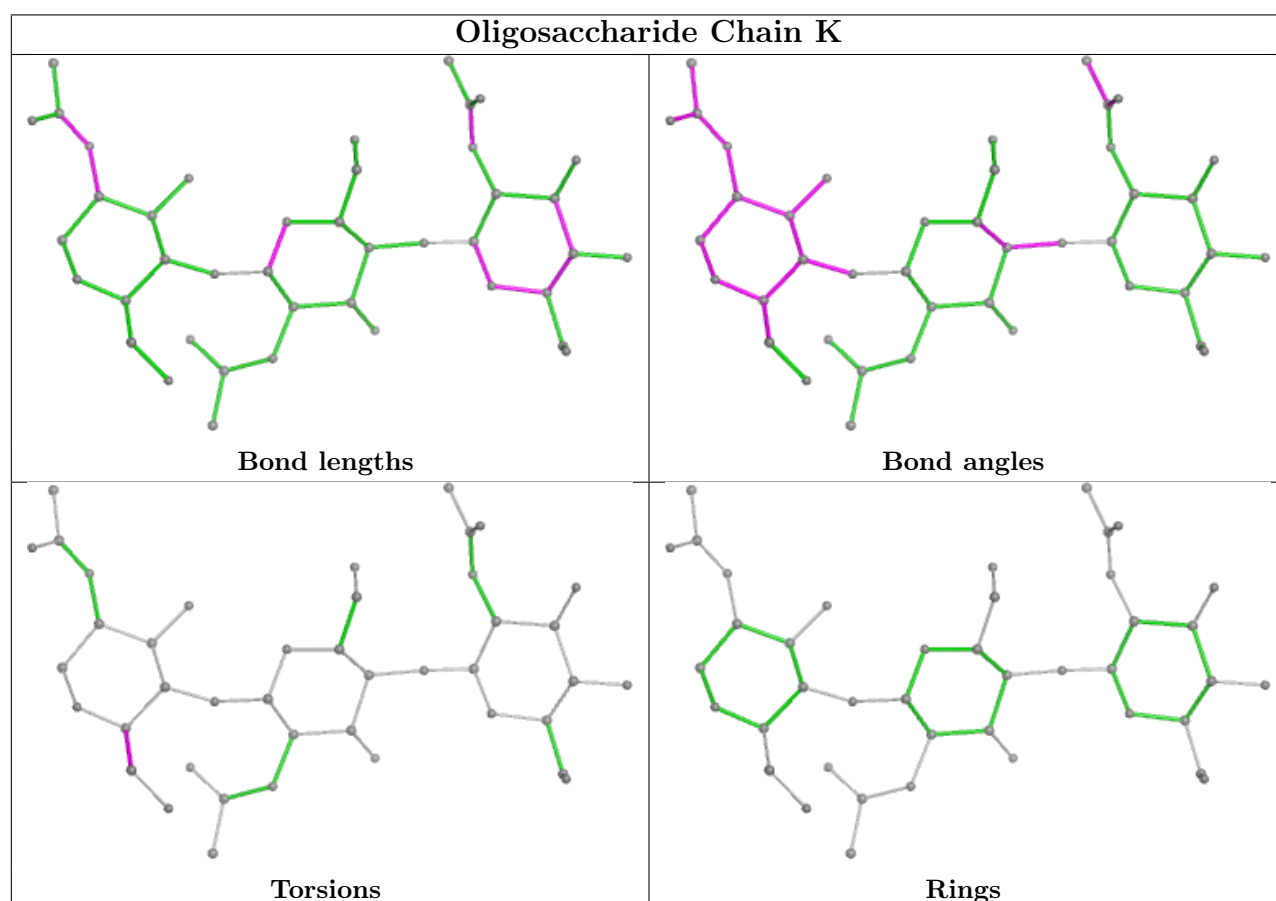 Oligosaccharide Chain K
Bond lengths
Bond angles
Torsions
Rings